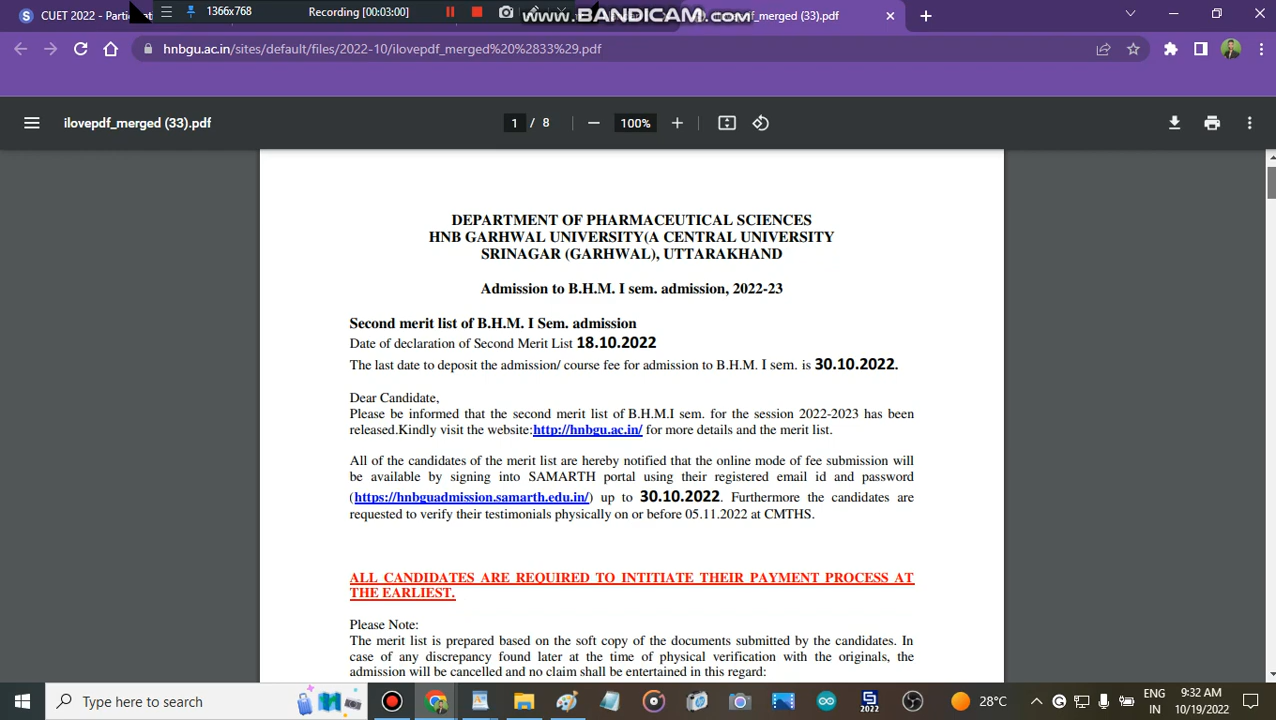 CUET 2022 - Parti
1366x768
Recording [00:03:00]
www.BANDICAM.com
_merged (33).pdf
hnbgu.ac.in/sites/default/files/2022-10/ilovepdf_merged%20%2833%29.pdf
ilovepdf_merged (33).pdf
1 / 8
100%
DEPARTMENT OF PHARMACEUTICAL SCIENCES
HNB GARHWAL UNIVERSITY(A CENTRAL UNIVERSITY
SRINAGAR (GARHWAL), UTTARAKHAND
Admission to B.H.M. I sem. admission, 2022-23
Second merit list of B.H.M. I Sem. admission
Date of declaration of Second Merit List 18.10.2022
The last date to deposit the admission/ course fee for admission to B.H.M. I sem. is 30.10.2022.
Dear Candidate,
Please be informed that the second merit list of B.H.M.I sem. for the session 2022-2023 has been
released.Kindly visit the website:http://hnbgu.ac.in/ for more details and the merit list.
All of the candidates of the merit list are hereby notified that the online mode of fee submission will
be available by signing into SAMARTH portal using their registered email id and password
(https://hnbguadmission.samarth.edu.in/) up to 30.10.2022. Furthermore the candidates are
requested to verify their testimonials physically on or before 05.11.2022 at CMTHS.
ALL CANDIDATES ARE REQUIRED TO INTITIATE THEIR PAYMENT PROCESS AT
THE EARLIEST.
Please Note:
The merit list is prepared based on the soft copy of the documents submitted by the candidates. In
case of any discrepancy found later at the time of physical verification with the originals, the
admission will be cancelled and no claim shall be entertained in this regard:
Type here to search
2022
28°C
ENG
IN
9:32 AM
10/19/2022